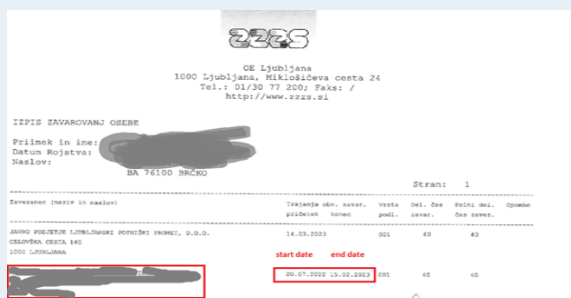 ZZZS
OE Ljubljana
1000 Ljubljana, Miklošičeva cesta 24
Tel.: 01/30 77 200; Faks: /
http://www.zzzs.si
IZPIS ZAVAROVANJ OSEBE
Priimek in ime:
Datum Rojstva:
Naslov:
BA 76100 BRČKO
Stran: 1
Zavezanec (naziv in naslov) Trajanje obv. zavar. Vrsta Del. čas Polni del. Opombe
pričetek konec podl. zavar. čas zavez.
JAVNO PODJETJE LJUBLJANSKI POTNIŠKI PROMET, D.O.O. 14.03.2023 001 40 40
CELOVŠKA CESTA 160
1000 LJUBLJANA
start date end date
20.07.2022 15.02.2023 001 40 40